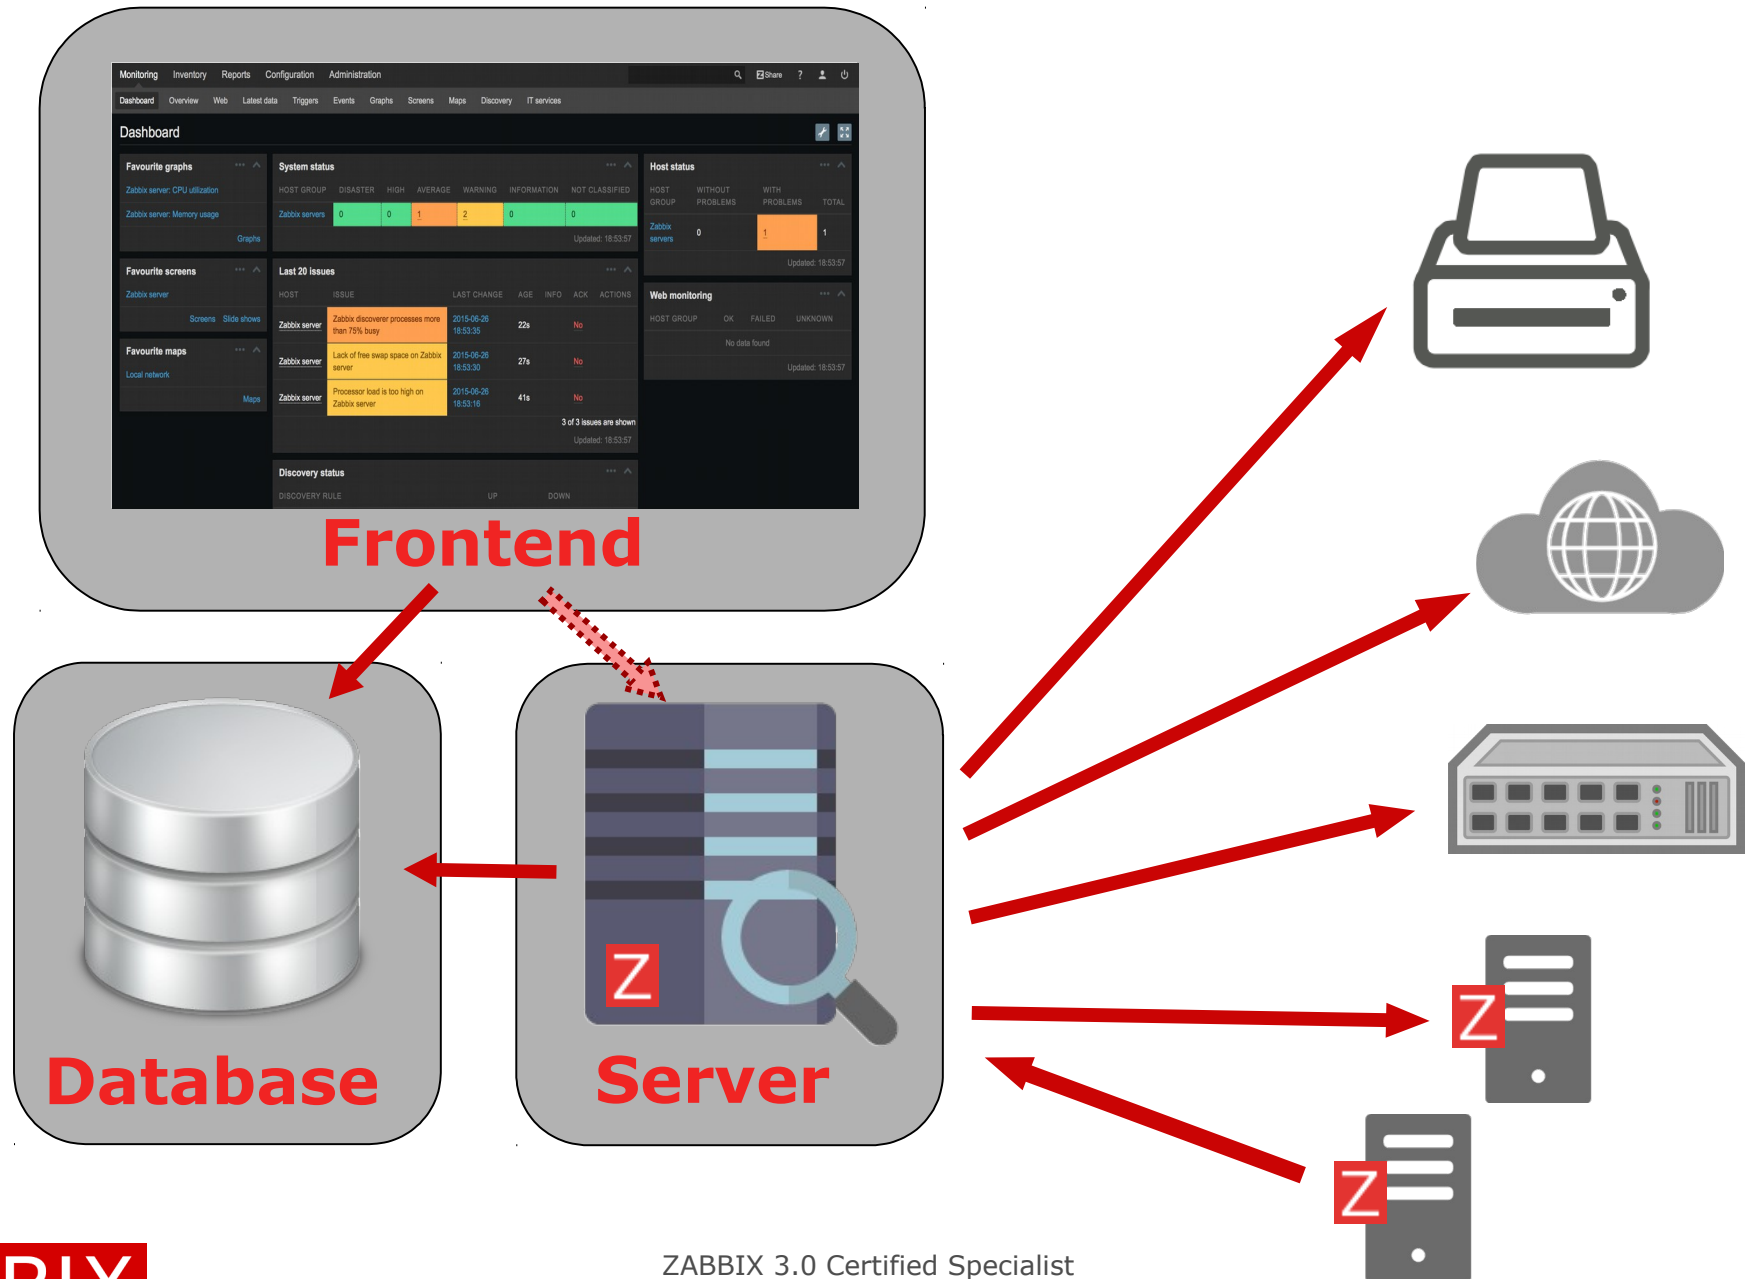 Monitoring Inventory Reports Configuration Administration Z Share ?
Dashboard Overview Web Latest data Triggers Events Graphs Screens Maps Discovery IT services
Dashboard
Favourite graphs
Zabbix server: CPU utilization
Zabbix server: Memory usage
Graphs
Favourite screens
Zabbix server
Screens Slide shows
Favourite maps
Local network
Maps
System status
HOST GROUP DISASTER HIGH AVERAGE WARNING INFORMATION NOT CLASSIFIED
Zabbix servers 0 0 1 2 0 0
Updated: 18:53:57
Last 20 issues
HOST ISSUE LAST CHANGE AGE INFO ACK ACTIONS
Zabbix server Zabbix discoverer processes more than 75% busy 2015-06-26 18:53:35 22s No
Zabbix server Lack of free swap space on Zabbix server 2015-06-26 18:53:30 27s No
Zabbix server Processor load is too high on Zabbix server 2015-06-26 18:53:16 41s No
3 of 3 issues are shown
Updated: 18:53:57
Discovery status
DISCOVERY RULE UP DOWN
Host status
HOST GROUP WITHOUT PROBLEMS WITH PROBLEMS TOTAL
Zabbix servers 0 1 1
Updated: 18:53:57
Web monitoring
HOST GROUP OK FAILED UNKNOWN
No data found
Updated: 18:53:57
Frontend
Z
Database
Server
Z
Z
ZABBIX 3.0 Certified Specialist